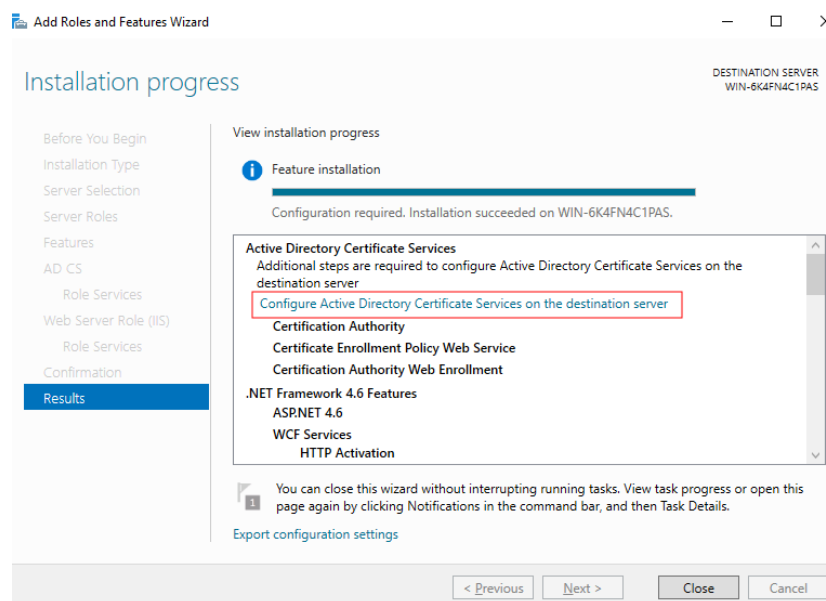 Add Roles and Features Wizard
Installation progress
DESTINATION SERVER
WIN-6K4FN4C1PAS
Before You Begin
Installation Type
Server Selection
Server Roles
Features
AD CS
Role Services
Web Server Role (IIS)
Role Services
Confirmation
Results
View installation progress
Feature installation
Configuration required. Installation succeeded on WIN-6K4FN4C1PAS.
Active Directory Certificate Services
Additional steps are required to configure Active Directory Certificate Services on the
destination server
Configure Active Directory Certificate Services on the destination server
Certification Authority
Certificate Enrollment Policy Web Service
Certification Authority Web Enrollment
.NET Framework 4.6 Features
ASP.NET 4.6
WCF Services
HTTP Activation
1
You can close this wizard without interrupting running tasks. View task progress or open this
page again by clicking Notifications in the command bar, and then Task Details.
Export configuration settings
< Previous
Next >
Close
Cancel